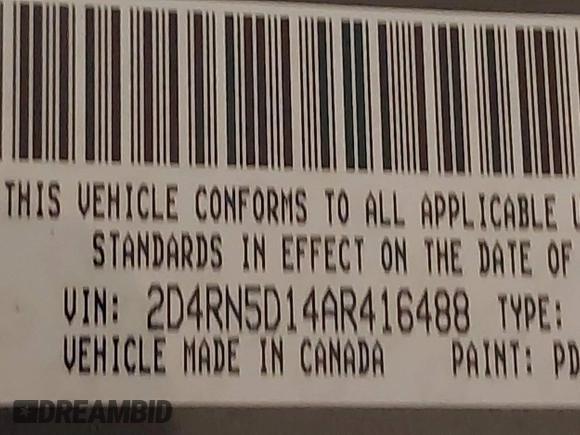 THIS VEHICLE CONFORMS TO ALL APPLICABLE
STANDARDS IN EFFECT ON THE DATE OF
VIN: 2D4RN5D14AR416488 TYPE:
VEHICLE MADE IN CANADA PAINT: PD
DREAMBID